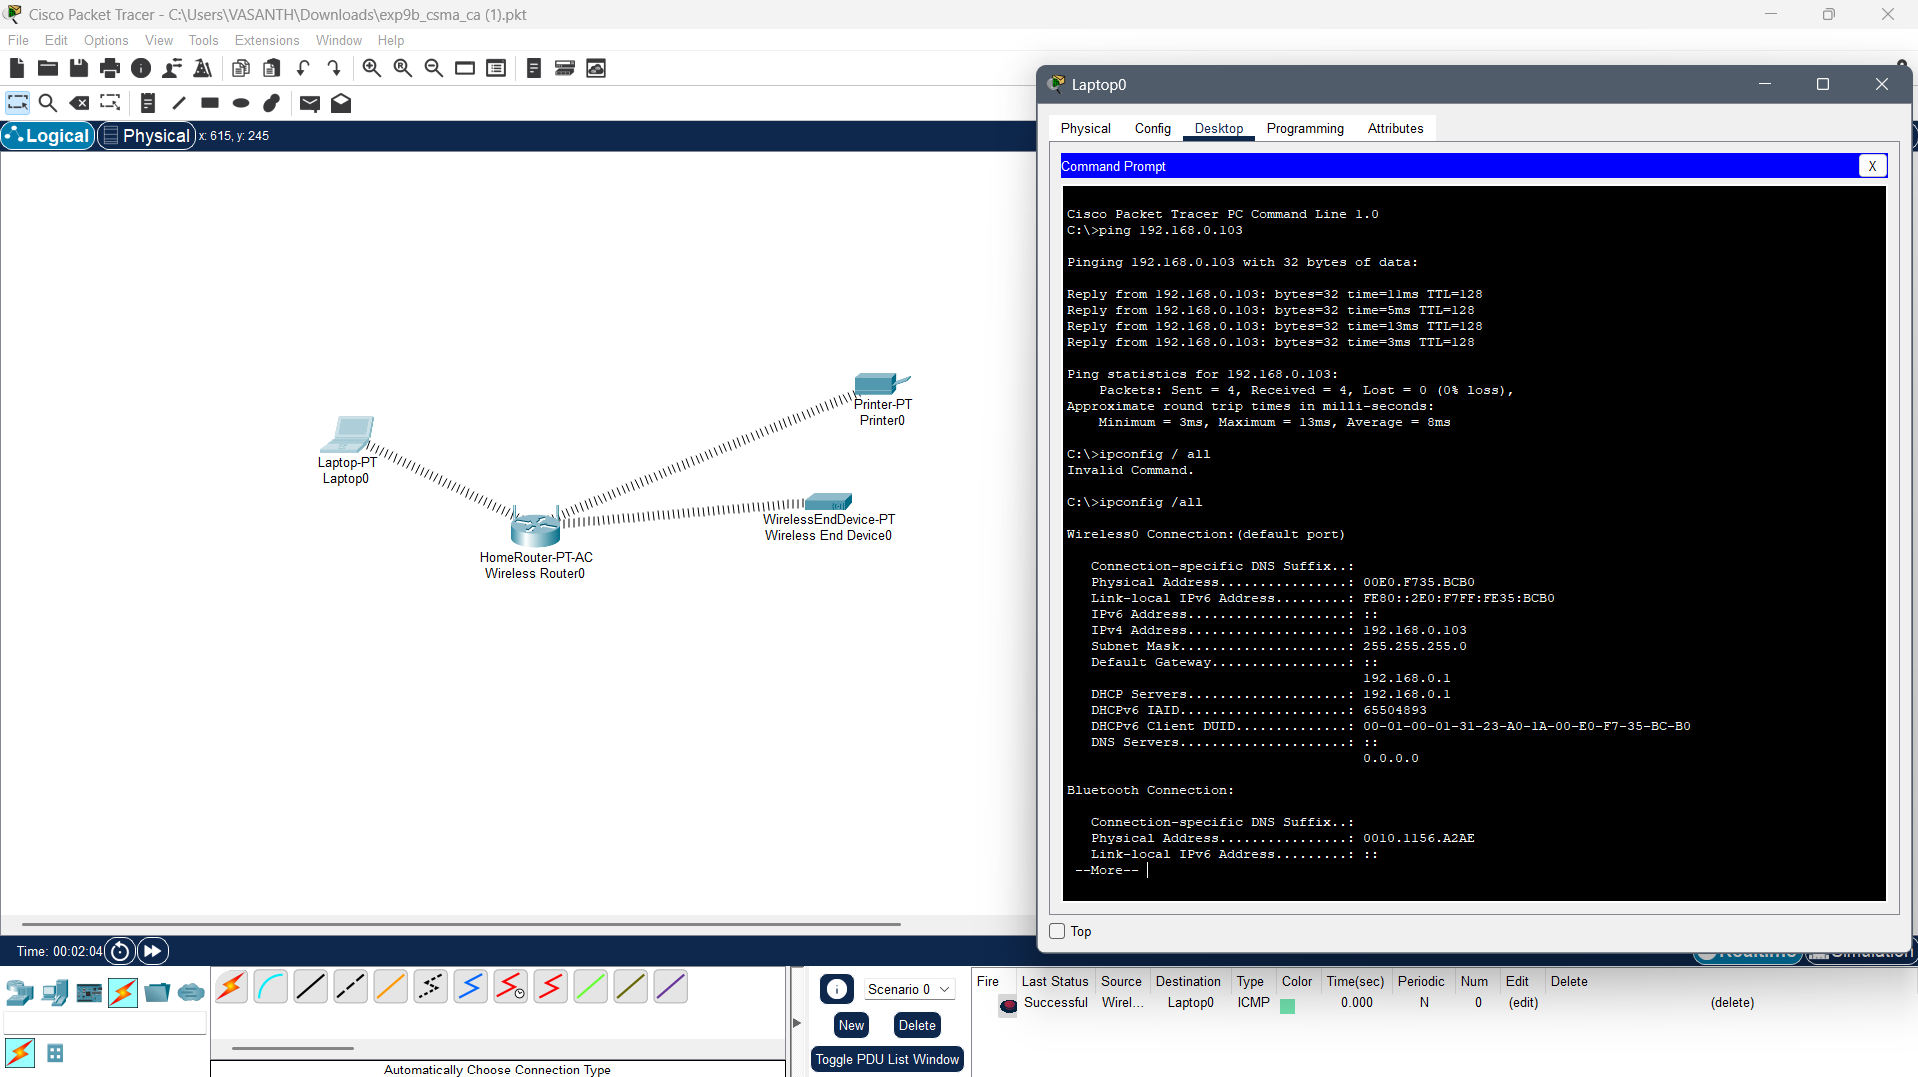 Cisco Packet Tracer - C:\Users\VASANTH\Downloads\exp9b_csma_ca (1).pkt
File Edit Options View Tools Extensions Window Help
Logical Physical x: 615, y: 245
Laptop-PT
Laptop0
Printer-PT
Printer0
WirelessEndDevice-PT
Wireless End Device0
HomeRouter-PT-AC
Wireless Router0
Laptop0
Physical Config Desktop Programming Attributes
Command Prompt X
Cisco Packet Tracer PC Command Line 1.0
C:\>ping 192.168.0.103
Pinging 192.168.0.103 with 32 bytes of data:
Reply from 192.168.0.103: bytes=32 time=11ms TTL=128
Reply from 192.168.0.103: bytes=32 time=5ms TTL=128
Reply from 192.168.0.103: bytes=32 time=13ms TTL=128
Reply from 192.168.0.103: bytes=32 time=3ms TTL=128
Ping statistics for 192.168.0.103:
Packets: Sent = 4, Received = 4, Lost = 0 (0% loss),
Approximate round trip times in milli-seconds:
Minimum = 3ms, Maximum = 13ms, Average = 8ms
C:\>ipconfig / all
Invalid Command.
C:\>ipconfig /all
Wireless0 Connection:(default port)
Connection-specific DNS Suffix..:
Physical Address................: 00E0.F735.BCB0
Link-local IPv6 Address.........: FE80::2E0:F7FF:FE35:BCB0
IPv6 Address....................: ::
IPv4 Address....................: 192.168.0.103
Subnet Mask.....................: 255.255.255.0
Default Gateway.................: ::
192.168.0.1
DHCP Servers....................: 192.168.0.1
DHCPv6 IAID.....................: 65504893
DHCPv6 Client DUID..............: 00-01-00-01-31-23-A0-1A-00-E0-F7-35-BC-B0
DNS Servers.....................: ::
0.0.0.0
Bluetooth Connection:
Connection-specific DNS Suffix..:
Physical Address................: 0010.1156.A2AE
Link-local IPv6 Address.........: ::
--More--
Top
Time: 00:02:04
Realtime Simulation
Scenario 0
New Delete
Toggle PDU List Window
Automatically Choose Connection Type
Fire Last Status Source Destination Type Color Time(sec) Periodic Num Edit Delete
Successful Wirel... Laptop0 ICMP 0.000 N 0 (edit) (delete)